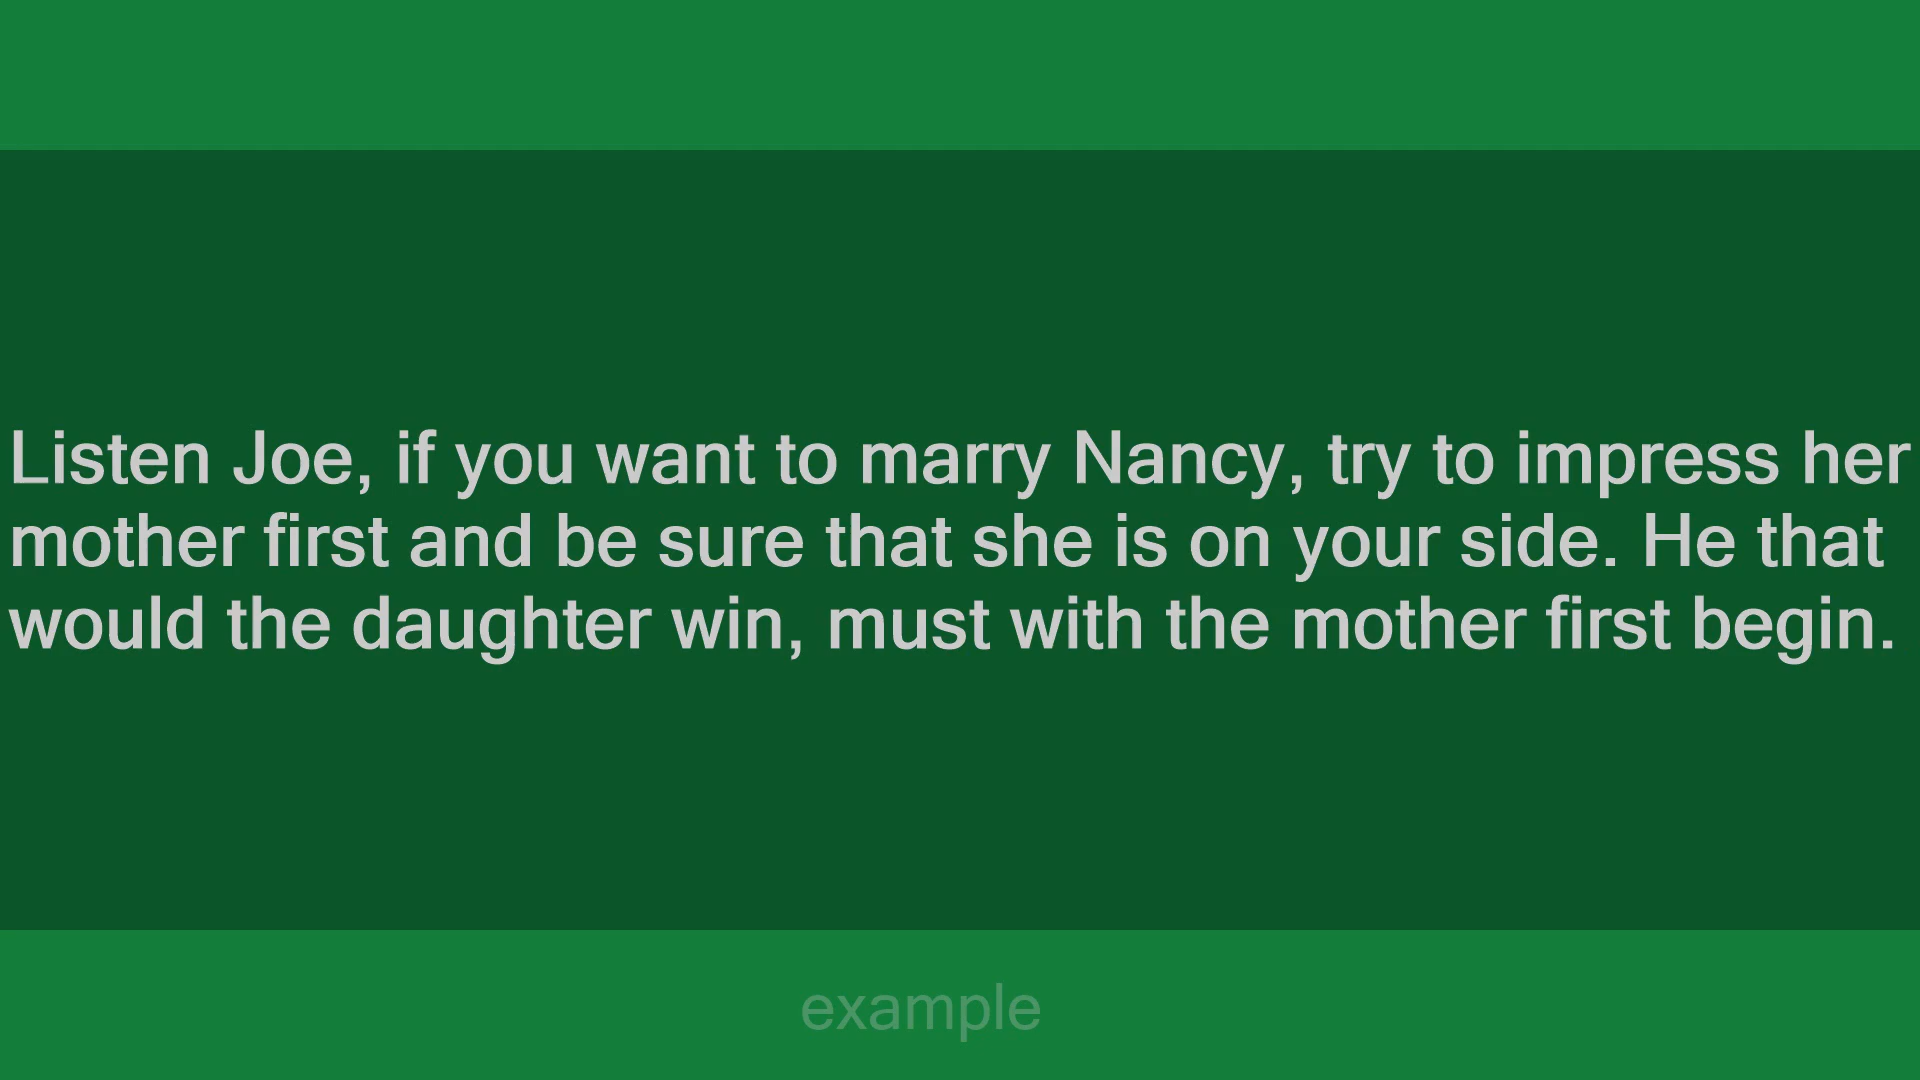 Listen Joe, if you want to marry Nancy, try to impress her
mother first and be sure that she is on your side. He that
would the daughter win, must with the mother first begin.
example